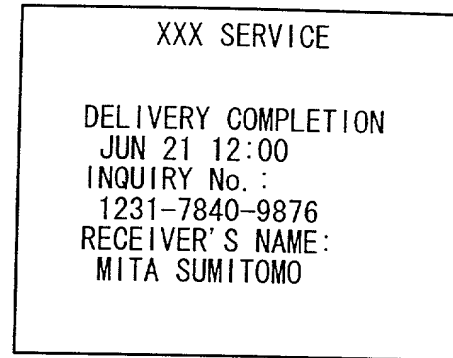 XXX SERVICE
DELIVERY COMPLETION
JUN 21 12:00
INQUIRY No.:
1231-7840-9876
RECEIVER'S NAME:
MITA SUMITOMO